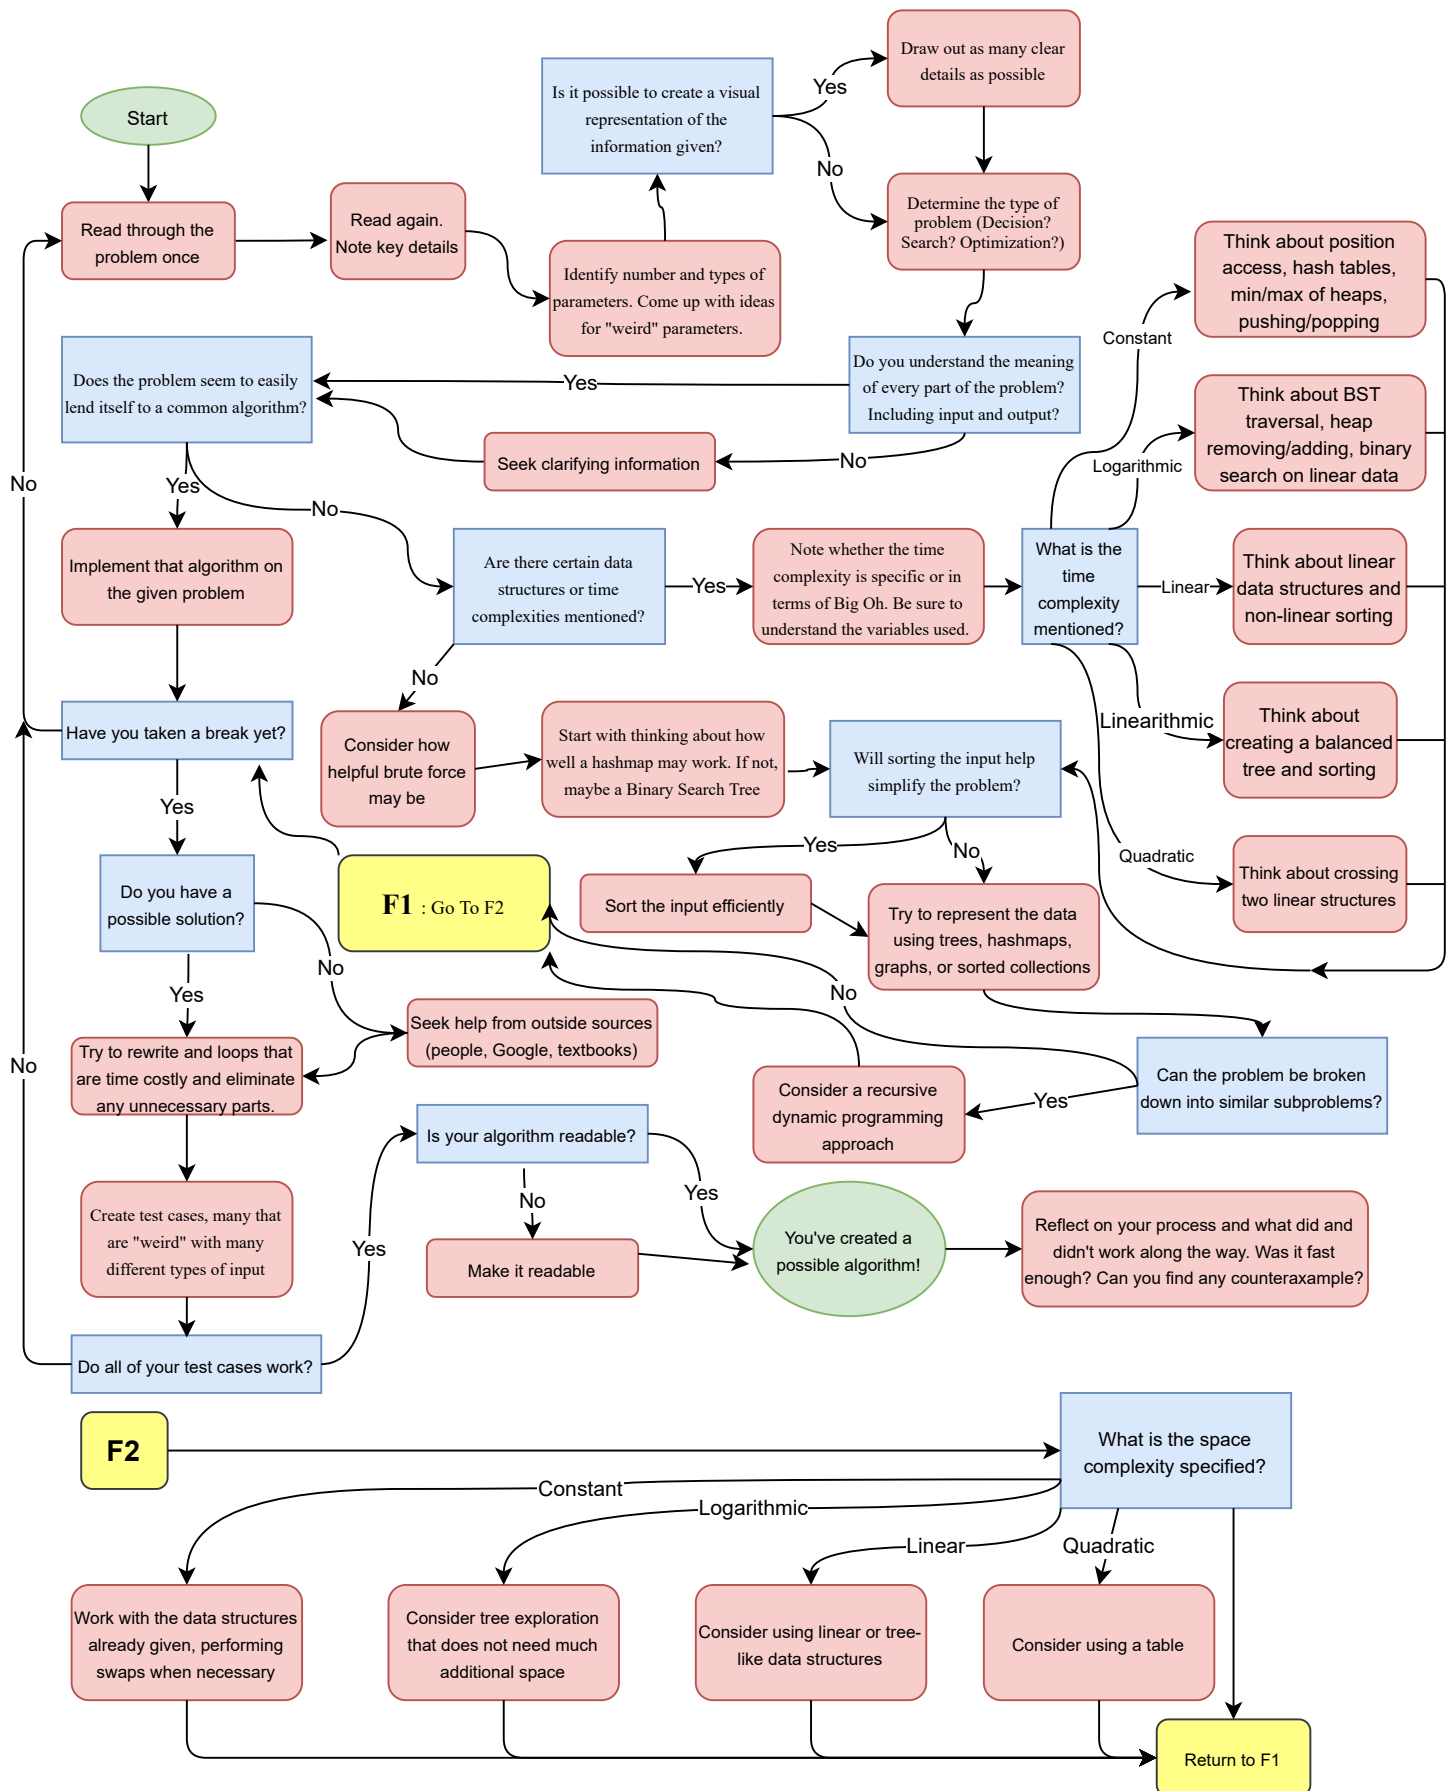 Start
Read through the
problem once
Read again.
Note key details
Identify number and types of
parameters. Come up with ideas
for "weird" parameters.
Is it possible to create a visual
representation of the
information given?
Yes
No
Draw out as many clear
details as possible
Determine the type of
problem (Decision?
Search? Optimization?)
Do you understand the meaning
of every part of the problem?
Including input and output?
Yes
No
Seek clarifying information
Does the problem seem to easily
lend itself to a common algorithm?
Yes
No
Implement that algorithm on
the given problem
Are there certain data
structures or time
complexities mentioned?
Yes
No
Note whether the time
complexity is specific or in
terms of Big Oh. Be sure to
understand the variables used.
What is the
time
complexity
mentioned?
Constant
Logarithmic
Linear
Linearithmic
Quadratic
Think about position
access, hash tables,
min/max of heaps,
pushing/popping
Think about BST
traversal, heap
removing/adding, binary
search on linear data
Think about linear
data structures and
non-linear sorting
Think about
creating a balanced
tree and sorting
Think about crossing
two linear structures
Consider how
helpful brute force
may be
Start with thinking about how
well a hashmap may work. If not,
maybe a Binary Search Tree
Will sorting the input help
simplify the problem?
Yes
No
Sort the input efficiently
Try to represent the data
using trees, hashmaps,
graphs, or sorted collections
Can the problem be broken
down into similar subproblems?
Yes
No
Consider a recursive
dynamic programming
approach
F1 : Go To F2
Have you taken a break yet?
No
Yes
Do you have a
possible solution?
Yes
No
Seek help from outside sources
(people, Google, textbooks)
Try to rewrite and loops that
are time costly and eliminate
any unnecessary parts.
Create test cases, many that
are "weird" with many
different types of input
Do all of your test cases work?
No
Yes
Is your algorithm readable?
No
Yes
Make it readable
You've created a
possible algorithm!
Reflect on your process and what did and
didn't work along the way. Was it fast
enough? Can you find any counteraxample?
F2
What is the space
complexity specified?
Constant
Logarithmic
Linear
Quadratic
Work with the data structures
already given, performing
swaps when necessary
Consider tree exploration
that does not need much
additional space
Consider using linear or tree-
like data structures
Consider using a table
Return to F1